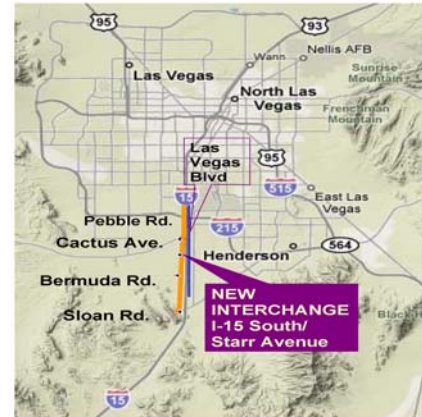 95
93
Wann
Nellis AFB
Las Vegas
Sunrise
Mountain
North Las
Vegas
Frenchman
Mountain
Las
Vegas
Blvd
95
15
515
East Las
Vegas
Pebble Rd.
215
Cactus Ave.
Henderson
564
Bermuda Rd.
NEW
INTERCHANGE
I-15 South/
Starr Avenue
Black
Sloan Rd.
15